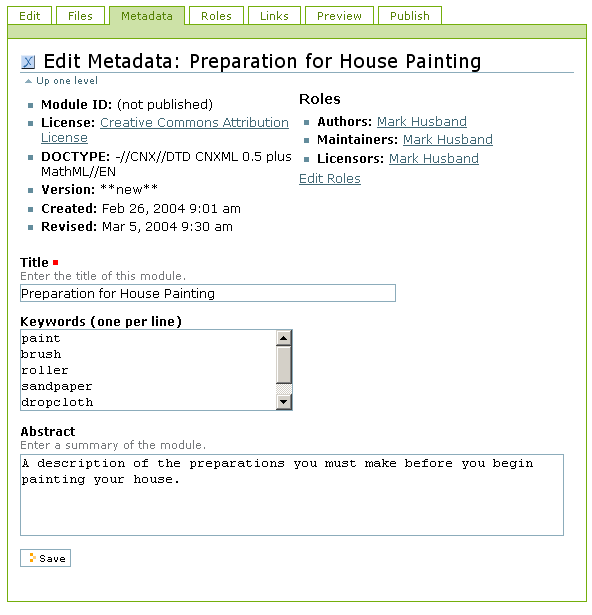 Edit Files Metadata Roles Links Preview Publish
Edit Metadata: Preparation for House Painting
Up one level
Module ID: (not published)
License: Creative Commons Attribution
License
DOCTYPE: -//CNX//DTD CNXML 0.5 plus
MathML//EN
Version: **new**
Created: Feb 26, 2004 9:01 am
Revised: Mar 5, 2004 9:30 am
Roles
Authors: Mark Husband
Maintainers: Mark Husband
Licensors: Mark Husband
Edit Roles
Title
Enter the title of this module.
Preparation for House Painting
Keywords (one per line)
paint
brush
roller
sandpaper
dropcloth
Abstract
Enter a summary of the module.
A description of the preparations you must make before you begin
painting your house.
Save